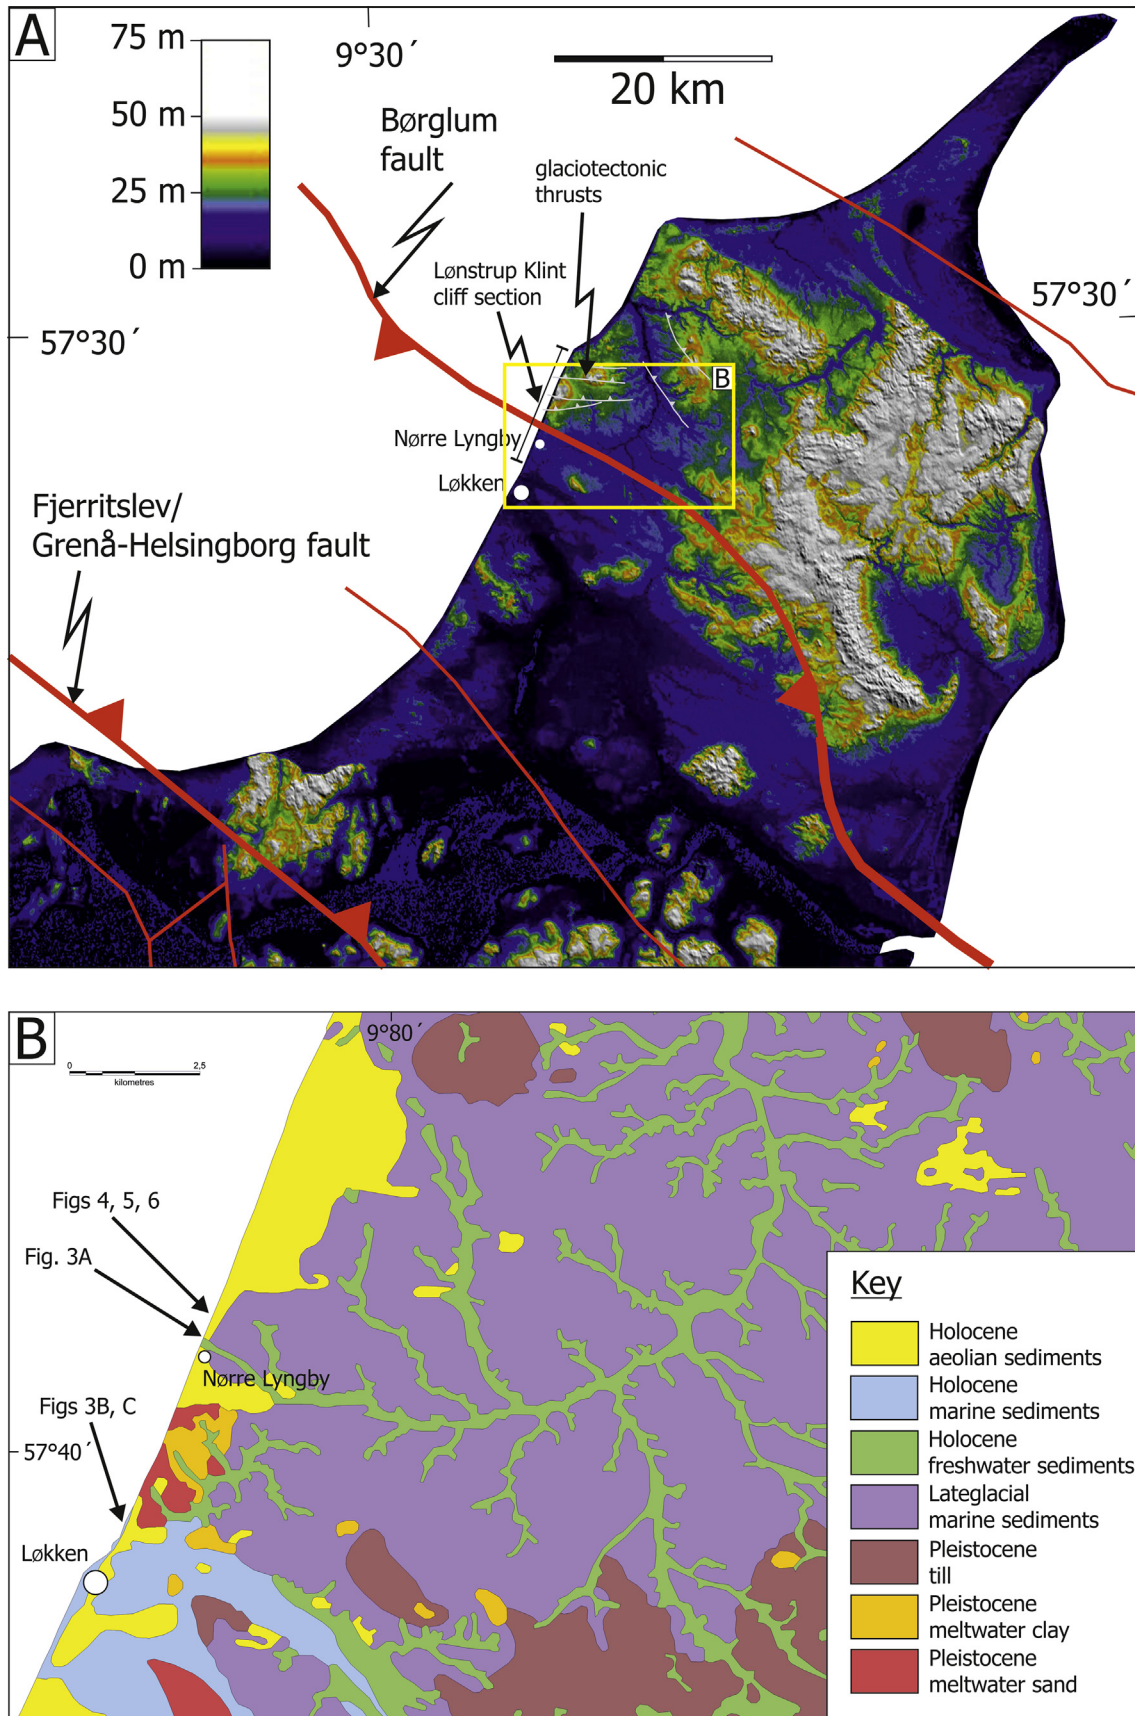 A
75 m
50 m
25 m
0 m
9°30´
20 km
Børglum
fault
glaciotectonic
thrusts
Lønstrup Klint
cliff section
57°30´
57°30´
B
Nørre Lyngby
Løkken
Fjerritslev/
Grenå-Helsingborg fault
B
9°80´
0 2,5
kilometres
Figs 4, 5, 6
Fig. 3A
Nørre Lyngby
Figs 3B, C
57°40´
Løkken
Key
Holocene
aeolian sediments
Holocene
marine sediments
Holocene
freshwater sediments
Lateglacial
marine sediments
Pleistocene
till
Pleistocene
meltwater clay
Pleistocene
meltwater sand